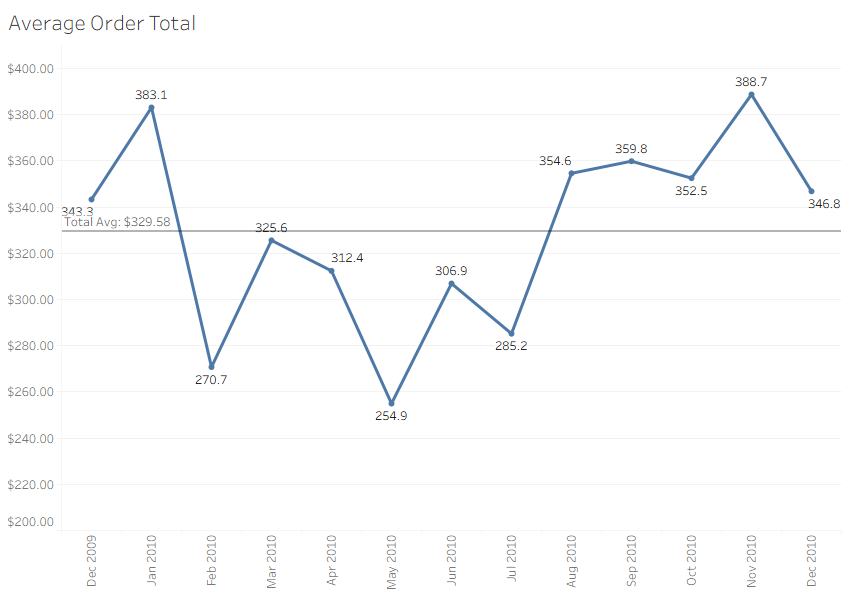 Average Order Total
$400.00
$380.00
$360.00
$340.00
$320.00
$300.00
$280.00
$260.00
$240.00
$220.00
$200.00
343.3
383.1
270.7
325.6
312.4
254.9
306.9
285.2
354.6
359.8
352.5
388.7
346.8
Total Avg: $329.58
Dec 2009
Jan 2010
Feb 2010
Mar 2010
Apr 2010
May 2010
Jun 2010
Jul 2010
Aug 2010
Sep 2010
Oct 2010
Nov 2010
Dec 2010